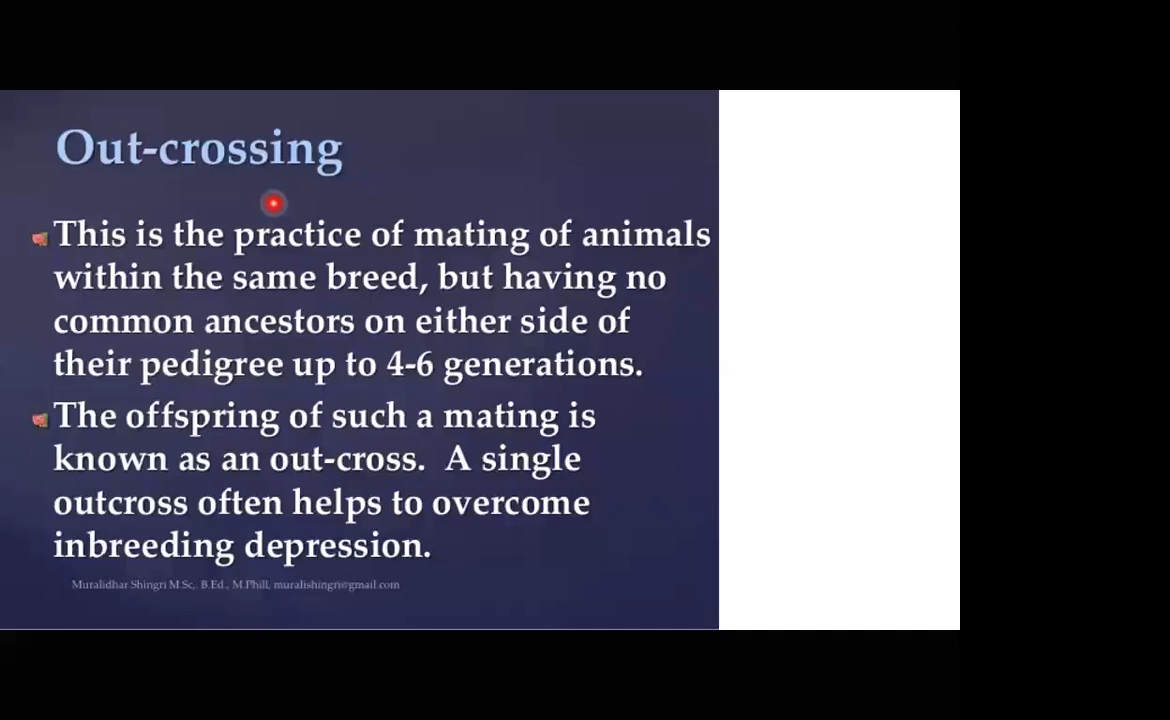 Out-crossing
This is the practice of mating of animals
within the same breed, but having no
common ancestors on either side of
their pedigree up to 4-6 generations.
The offspring of such a mating is
known as an out-cross. A single
outcross often helps to overcome
inbreeding depression.
Muralidhar Shingri M.Sc, B.Ed., M.Phill, muralishingri@gmail.com